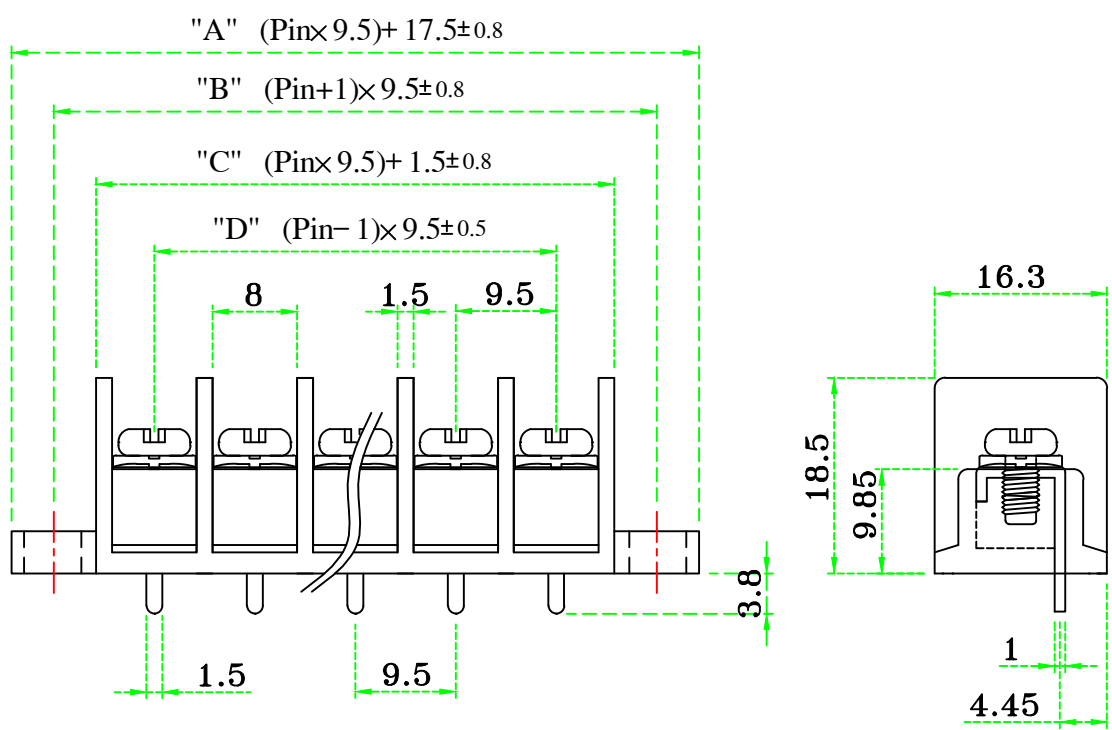 "A" (Pin× 9.5)+ 17.5± 0.8
"B" (Pin+1)× 9.5± 0.8
"C" (Pin× 9.5)+ 1.5± 0.8
"D" (Pin− 1)× 9.5± 0.5
8
1.5
9.5
16.3
18.5
9.85
3.8
1.5
9.5
1
4.45